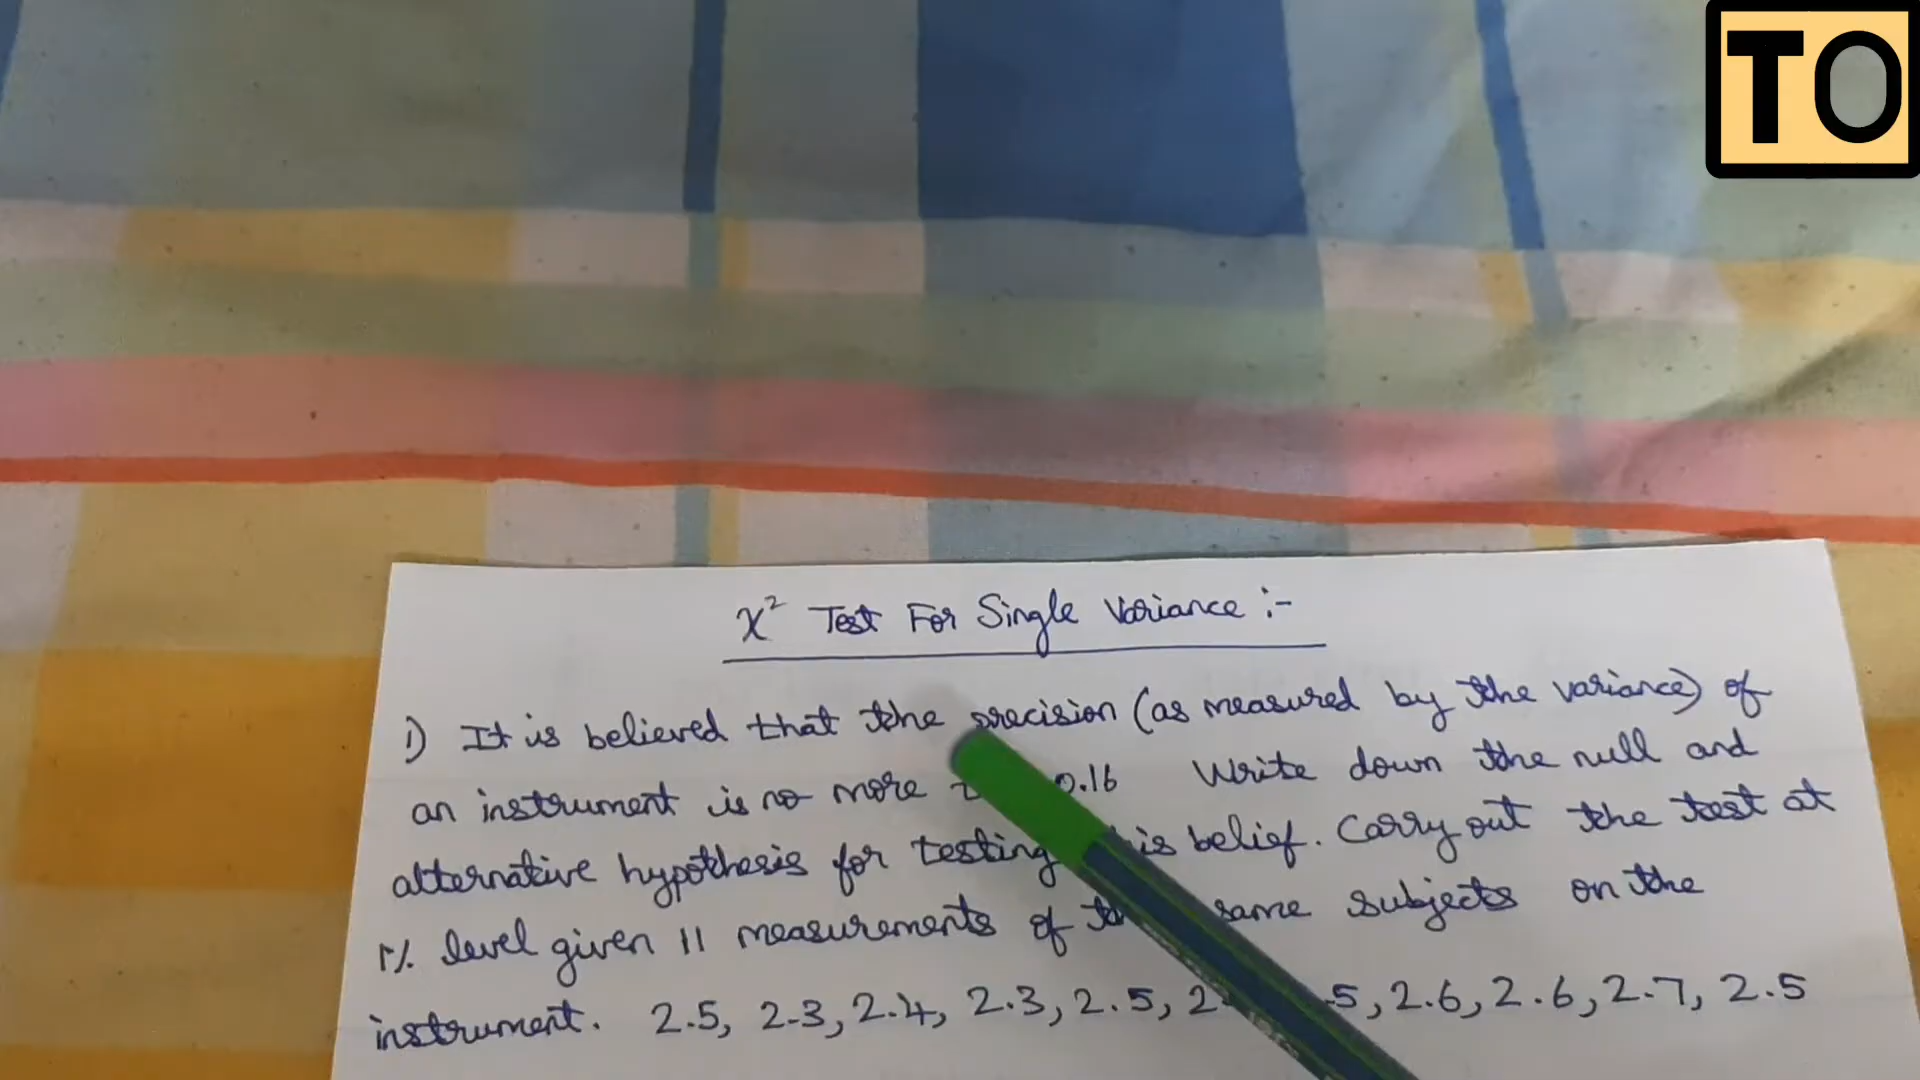 TO
χ² Test For Single Variance :-
1) It is believed that the precision (as measured by the variance) of
an instrument is no more 0.16 Write down the null and
alternative hypothesis for testing belief. Carry out the test at
1% level given 11 measurements of same subjects on the
instrument. 2.5, 2.3, 2.4, 2.3, 2.5, 2.6, 2.6, 2.7, 2.5